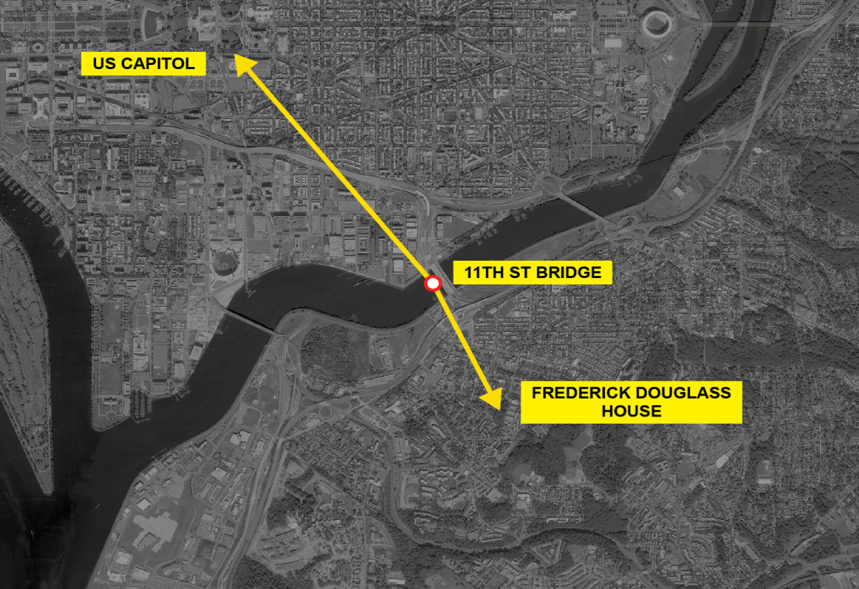 US CAPITOL
11TH ST BRIDGE
FREDERICK DOUGLASS
HOUSE